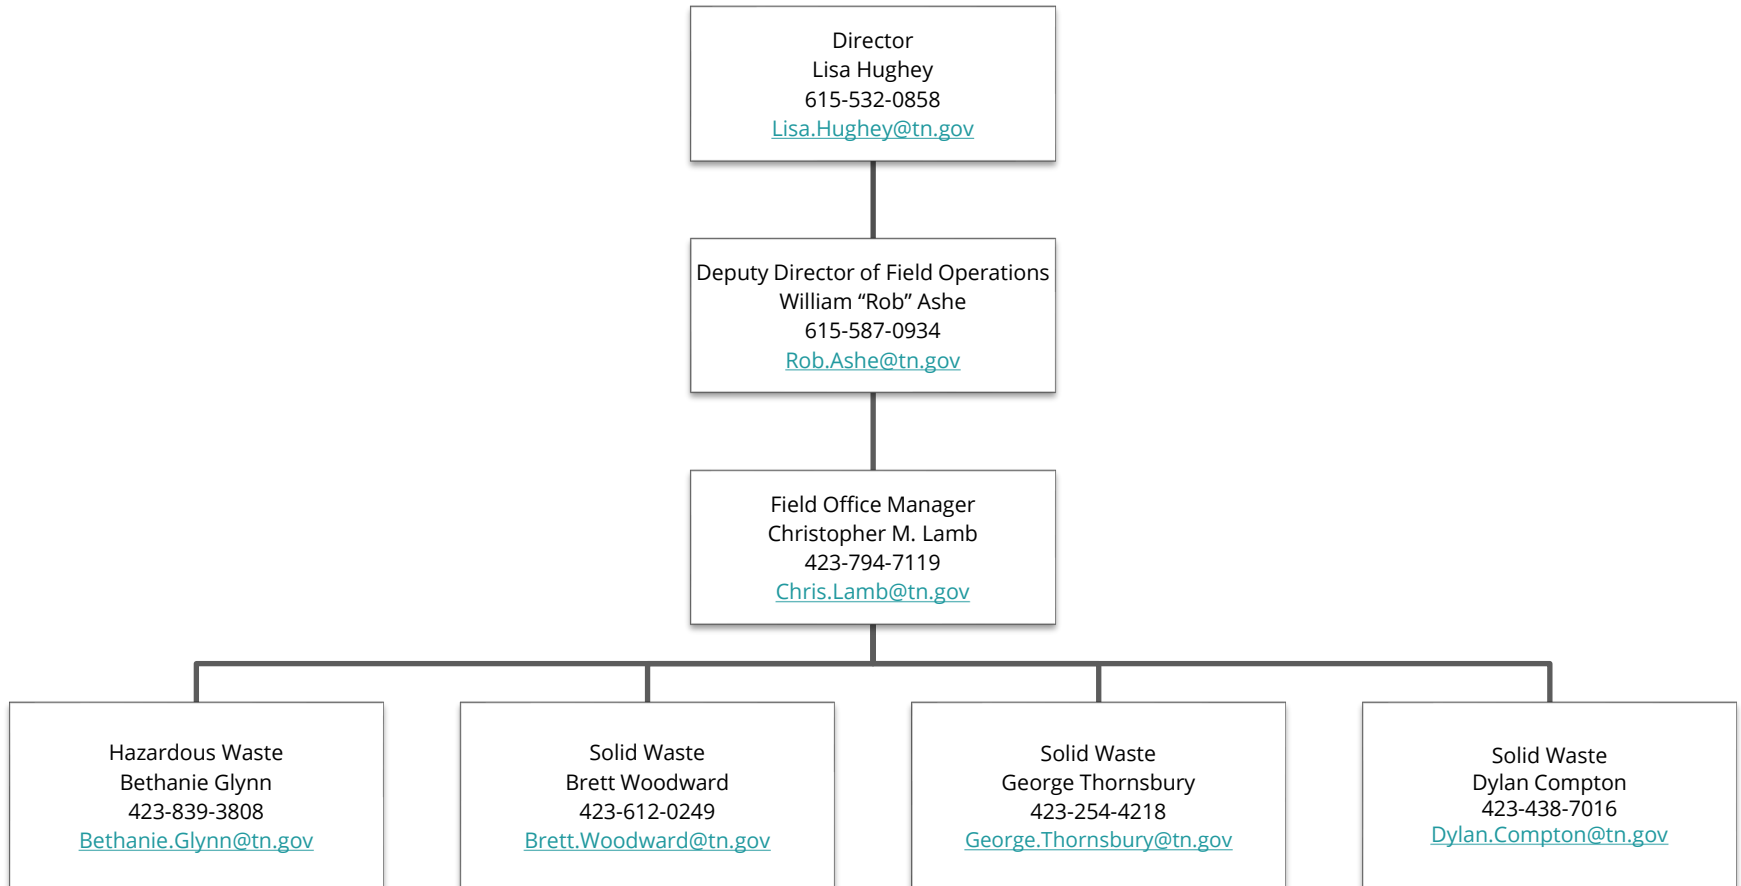 Director
Lisa Hughey
615-532-0858
Lisa.Hughey@tn.gov
Deputy Director of Field Operations
William “Rob” Ashe
615-587-0934
Rob.Ashe@tn.gov
Field Office Manager
Christopher M. Lamb
423-794-7119
Chris.Lamb@tn.gov
Hazardous Waste
Bethanie Glynn
423-839-3808
Bethanie.Glynn@tn.gov
Solid Waste
Brett Woodward
423-612-0249
Brett.Woodward@tn.gov
Solid Waste
George Thornsbury
423-254-4218
George.Thornsbury@tn.gov
Solid Waste
Dylan Compton
423-438-7016
Dylan.Compton@tn.gov